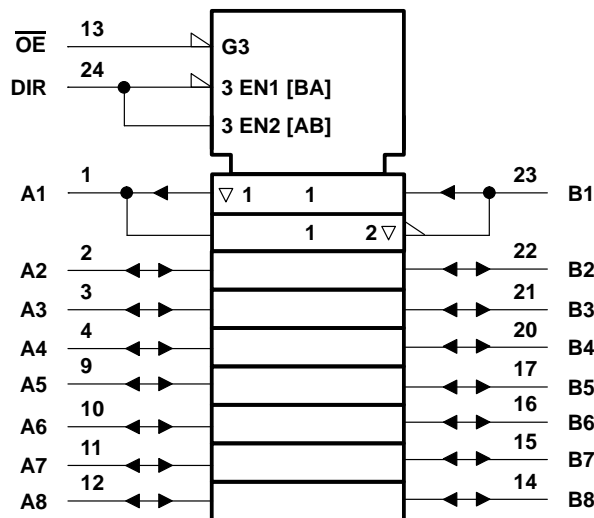 OE 13 G3
DIR 24 3 EN1 [BA]
3 EN2 [AB]
A1 1 ▽ 1 1 23 B1
1 2 ▽
A2 2 22 B2
A3 3 21 B3
A4 4 20 B4
A5 9 17 B5
A6 10 16 B6
A7 11 15 B7
A8 12 14 B8